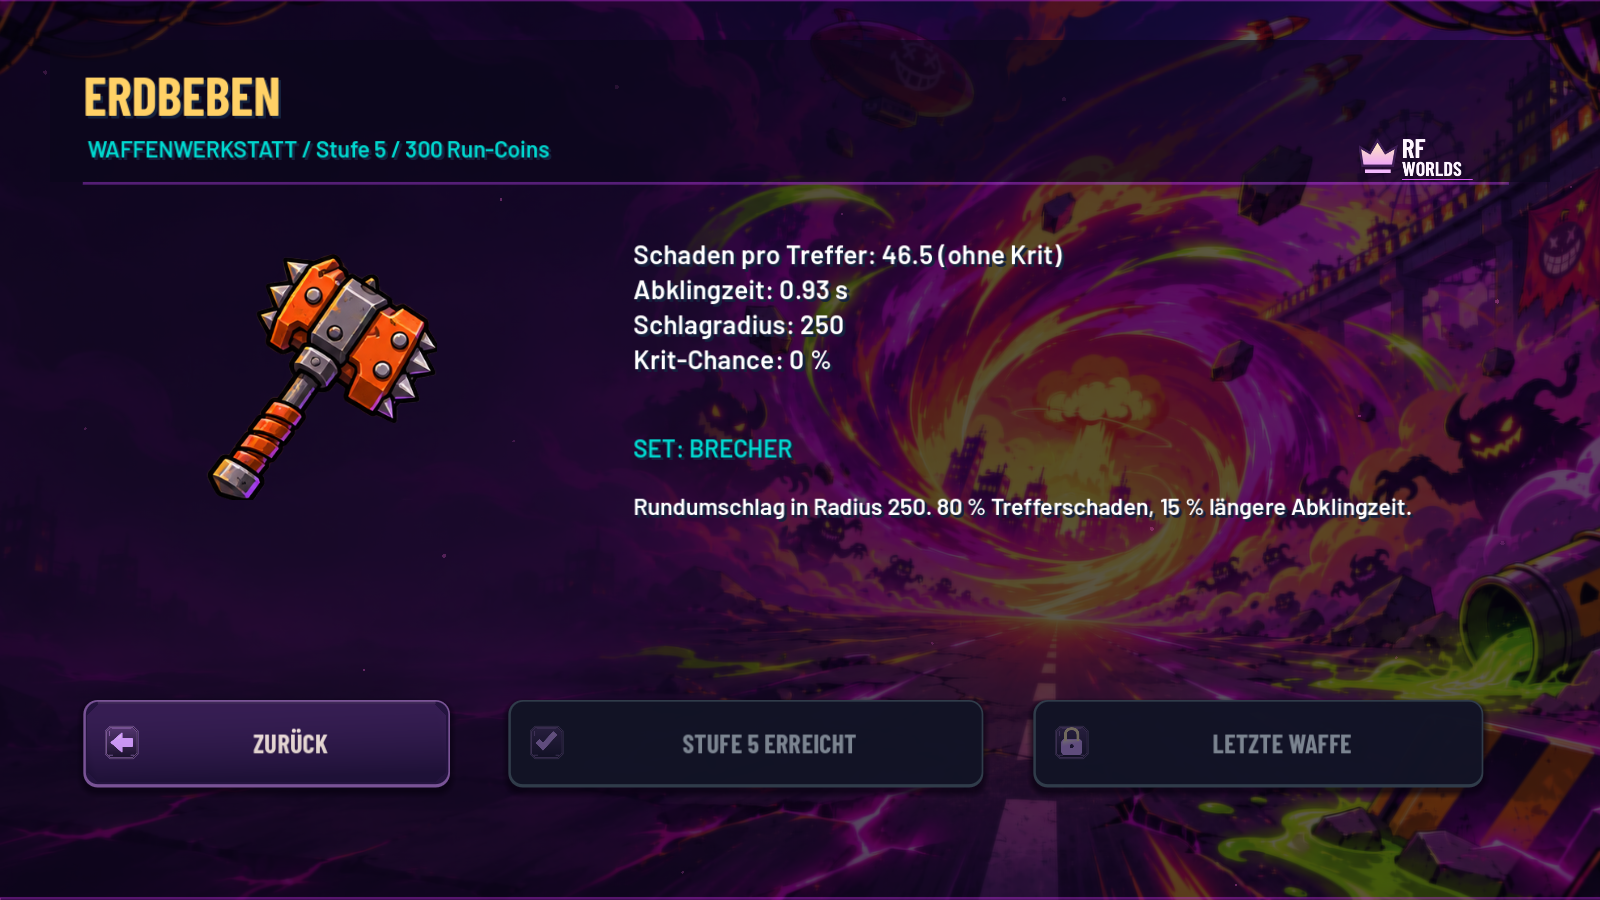 ERDBEBEN
WAFFENWERKSTATT / Stufe 5 / 300 Run-Coins
RF
WORLDS
Schaden pro Treffer: 46.5 (ohne Krit)
Abklingzeit: 0.93 s
Schlagradius: 250
Krit-Chance: 0 %
SET: BRECHER
Rundumschlag in Radius 250. 80 % Trefferschaden, 15 % längere Abklingzeit.
ZURÜCK
STUFE 5 ERREICHT
LETZTE WAFFE